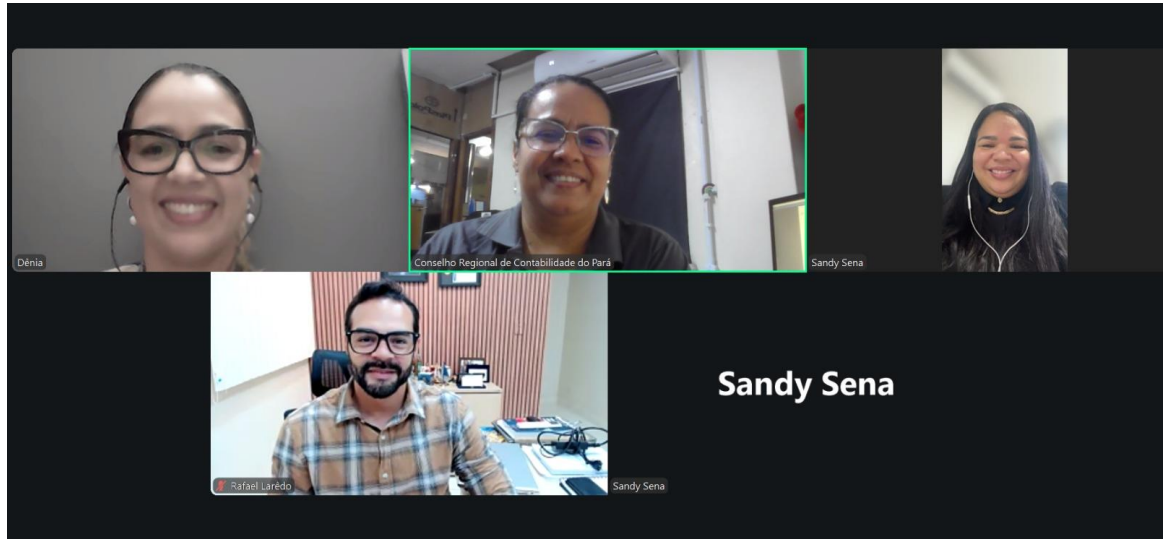 Dênia
Conselho Regional de Contabilidade do Pará
Sandy Sena
Rafael Larêdo
Sandy Sena
Sandy Sena